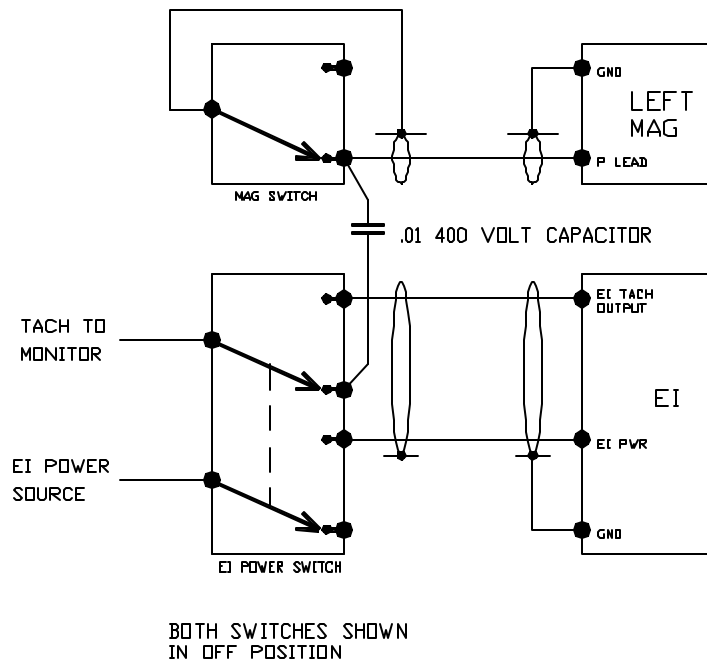 GND
LEFT
MAG
P LEAD
MAG SWITCH
.01 400 VOLT CAPACITOR
EI TACH
OUTPUT
TACH TO
MONITOR
EI
EI PWR
EI POWER
SOURCE
GND
EI POWER SWITCH
BOTH SWITCHES SHOWN
IN OFF POSITION